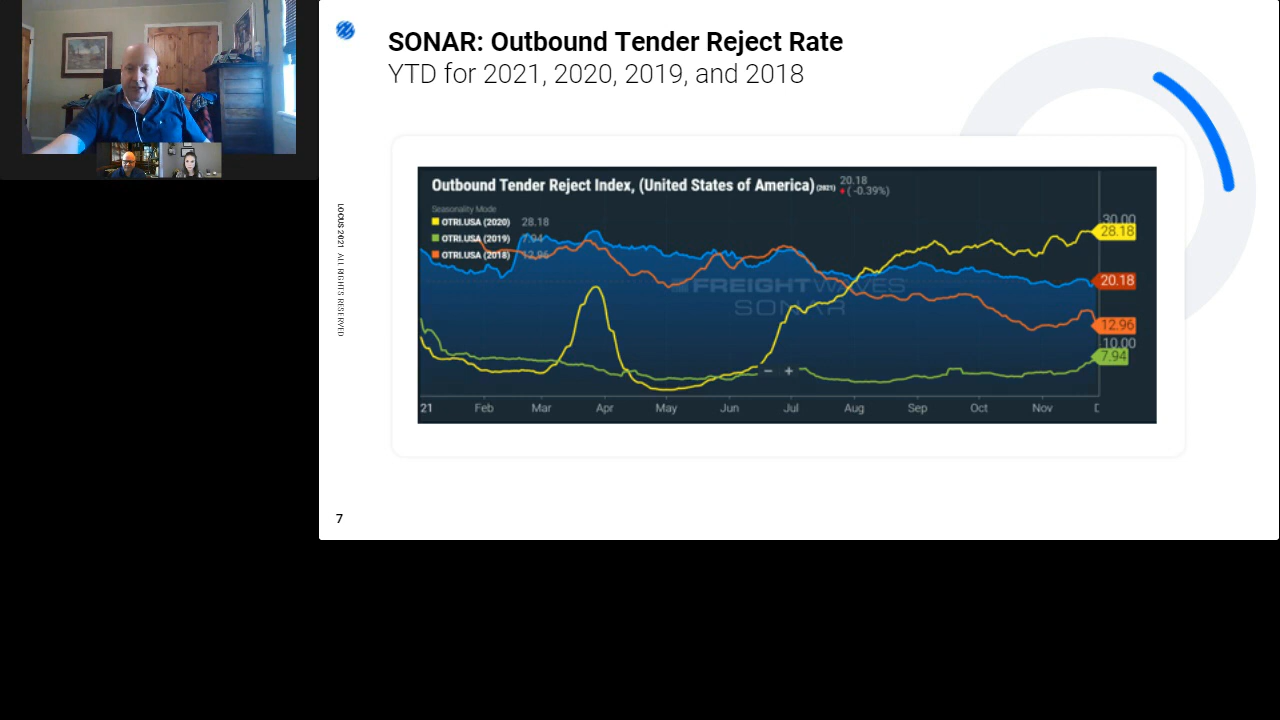 SONAR: Outbound Tender Reject Rate
YTD for 2021, 2020, 2019, and 2018
LOCUS 2021 ALL RIGHTS RESERVED
Outbound Tender Reject Index, (United States of America) (2021) 20.18
(-0.39%)
Seasonality Mode
OTRI.USA (2020) 28.18
OTRI.USA (2019) 7.94
OTRI.USA (2018) 12.96
FREIGHTWAVES
SONAR
30.00
28.18
20.18
12.96
10.00
7.94
21 Feb Mar Apr May Jun Jul Aug Sep Oct Nov
7